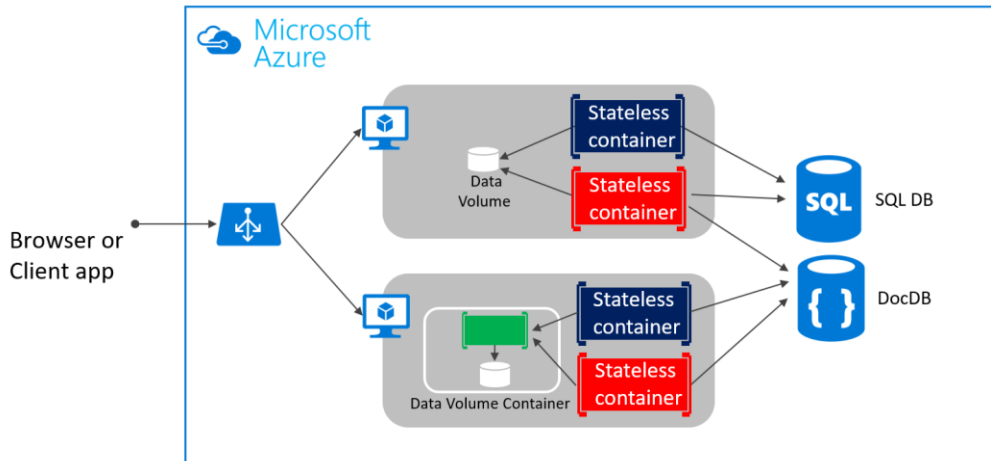 Microsoft
Azure
Stateless
container
Data
Volume
Stateless
container
SQL
SQL DB
Browser or
Client app
Stateless
container
{ }
DocDB
Stateless
container
Data Volume Container